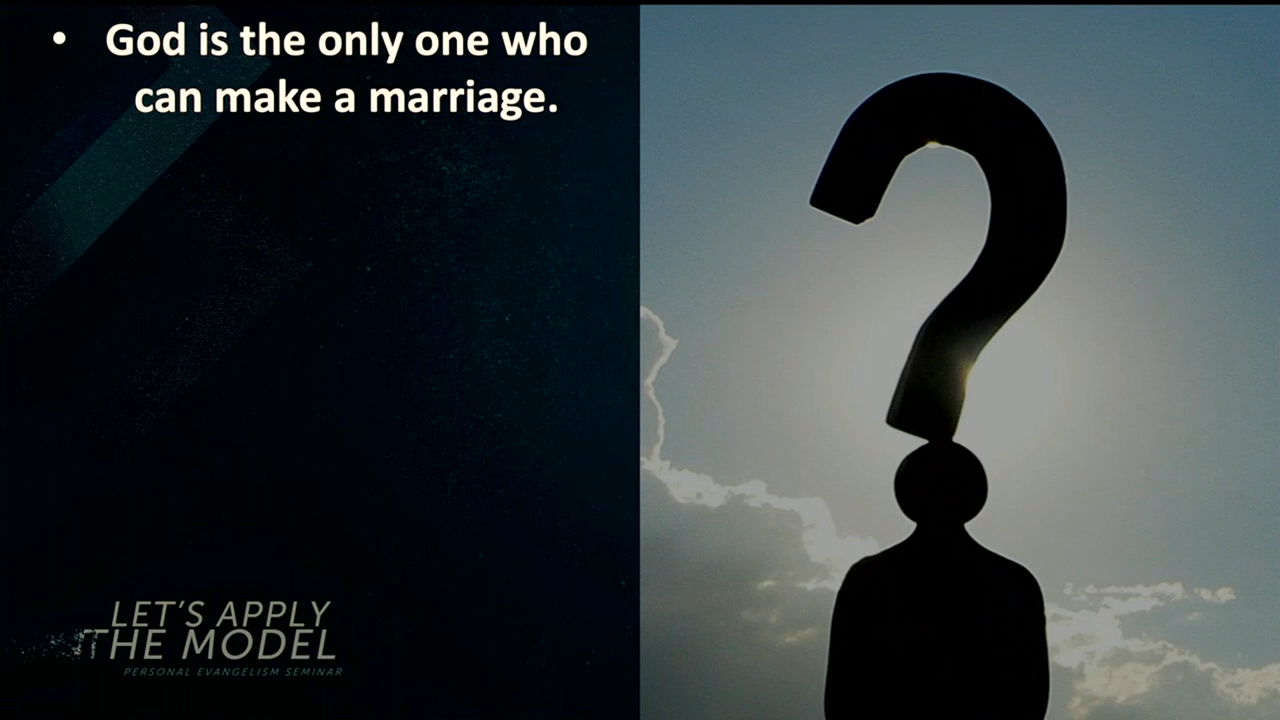 • God is the only one who
can make a marriage.
LET'S APPLY
THE MODEL
PERSONAL EVANGELISM SEMINAR